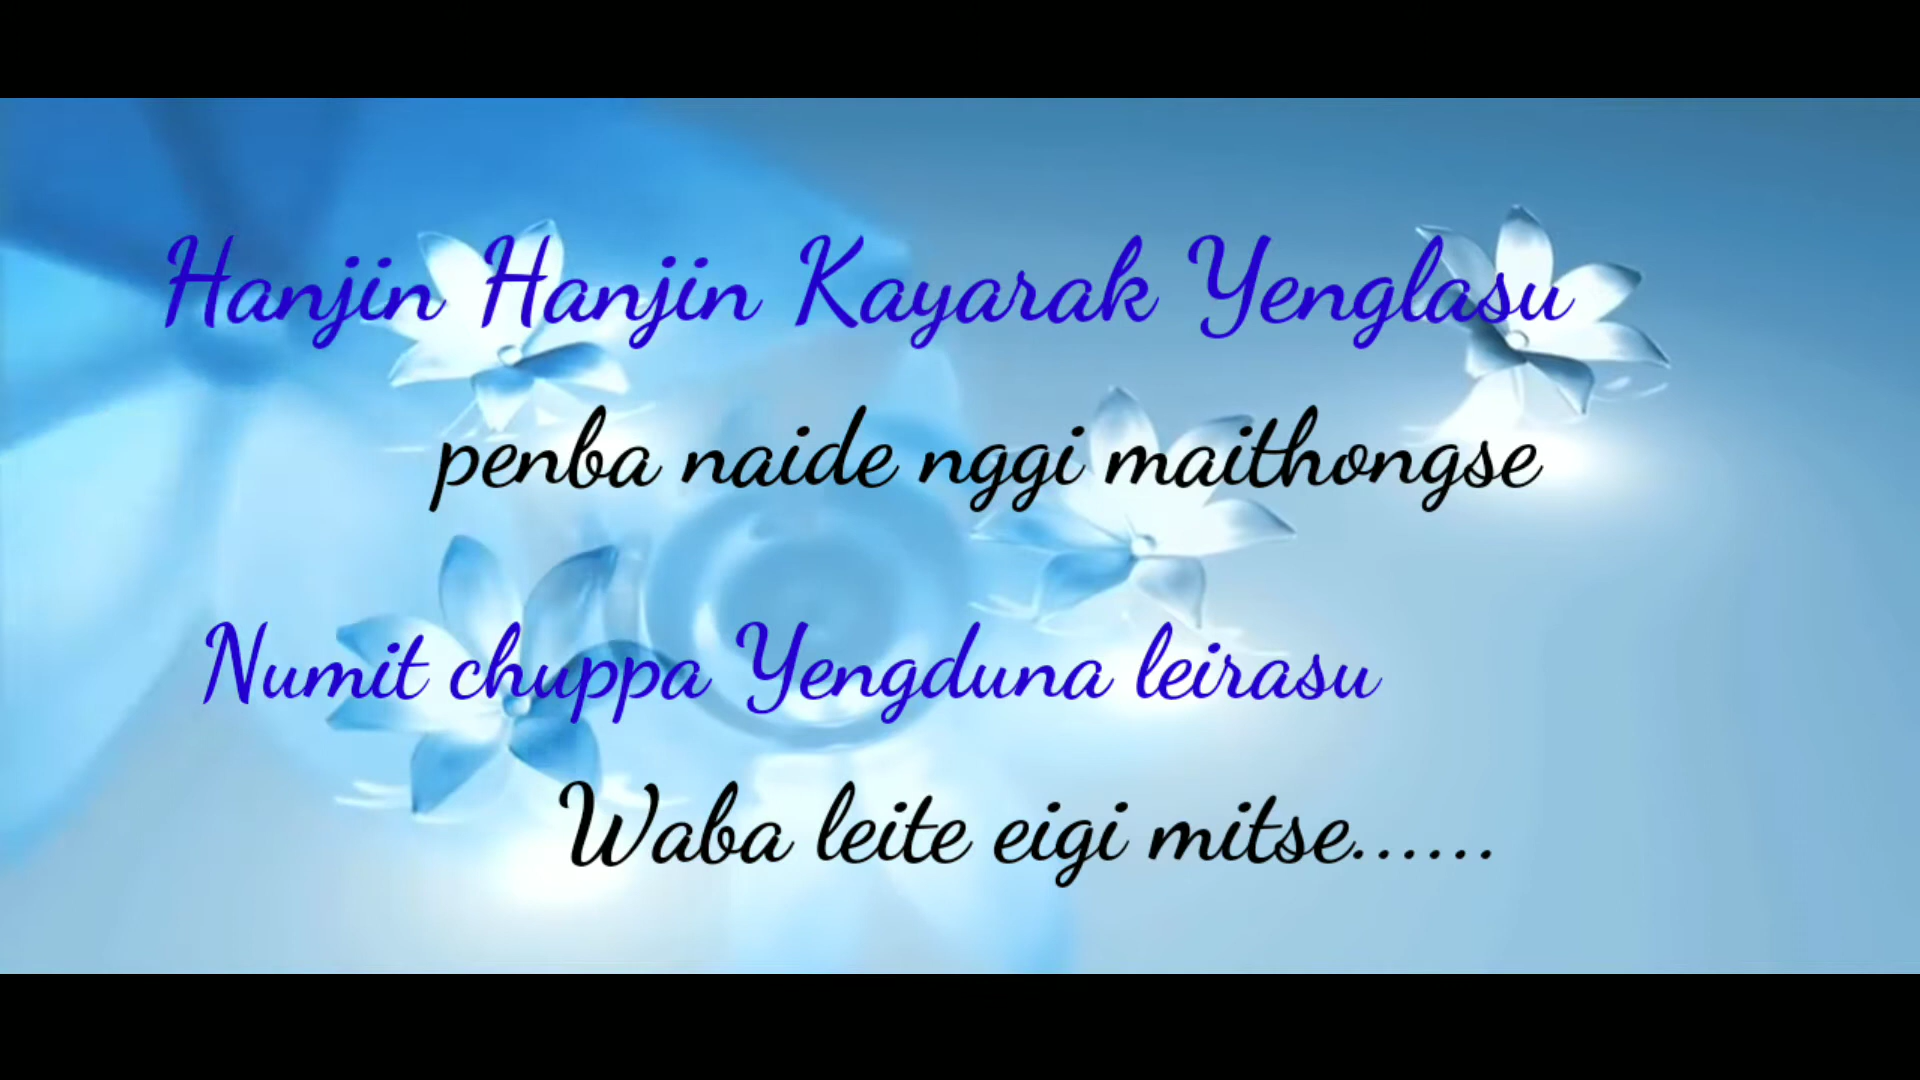 Hanjin Hanjin Kayarak Yenglasu
penba naide nggi maithongse
Numit chuppa Yengduna leirasu
Waba leite eigi mitse......